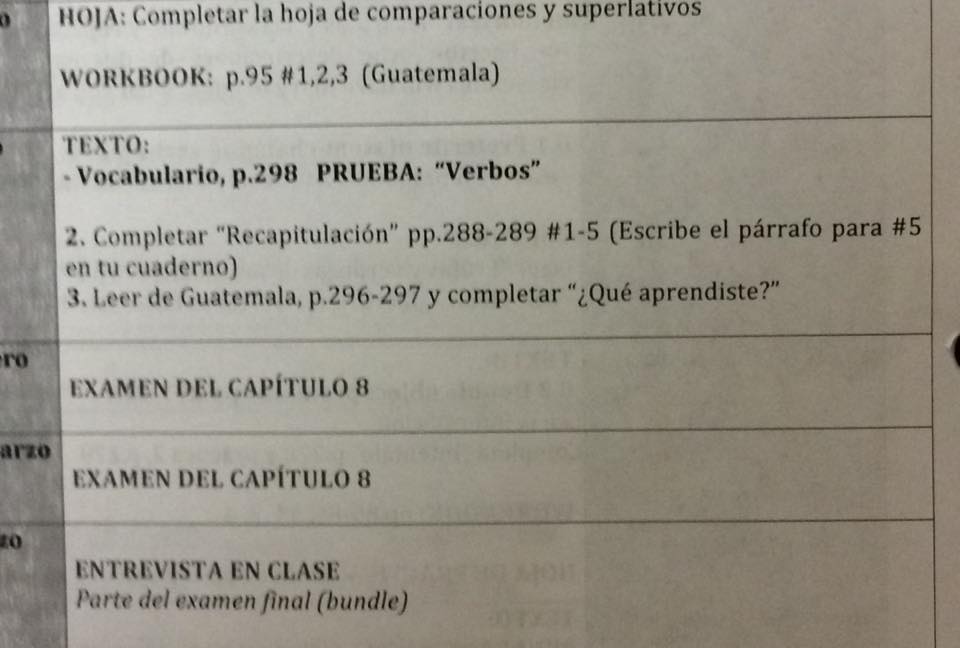 HOJA: Completar la hoja de comparaciones y superlativos
WORKBOOK: p.95 #1,2,3 (Guatemala)
TEXTO:
- Vocabulario, p.298 PRUEBA: “Verbos”
2. Completar “Recapitulación” pp.288-289 #1-5 (Escribe el párrafo para #5
en tu cuaderno)
3. Leer de Guatemala, p.296-297 y completar “¿Qué aprendiste?”
ero
EXAMEN DEL CAPÍTULO 8
arzo
EXAMEN DEL CAPÍTULO 8
zo
ENTREVISTA EN CLASE
Parte del examen final (bundle)